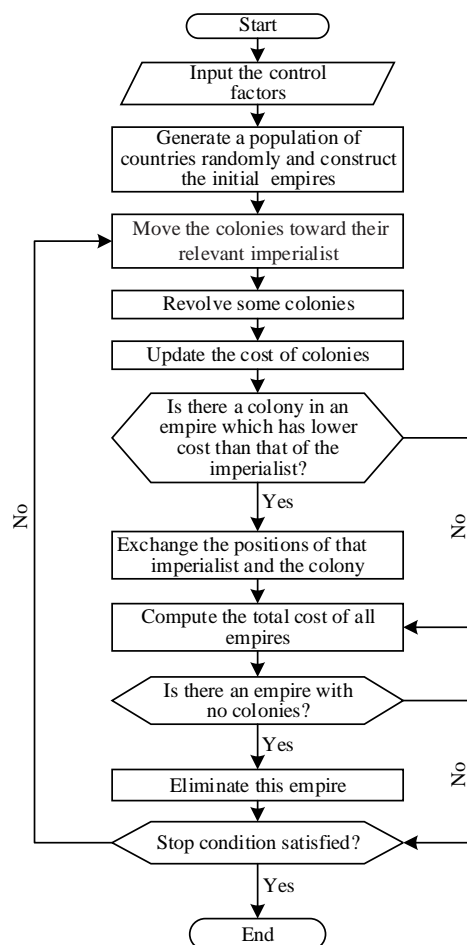 Start
Input the control
factors
Generate a population of
countries randomly and construct
the initial empires
Move the colonies toward their
relevant imperialist
Revolve some colonies
Update the cost of colonies
Is there a colony in an
empire which has lower
cost than that of the
imperialist?
No
Yes
No
Exchange the positions of that
imperialist and the colony
Compute the total cost of all
empires
Is there an empire with
no colonies?
Yes
No
Eliminate this empire
Stop condition satisfied?
Yes
End